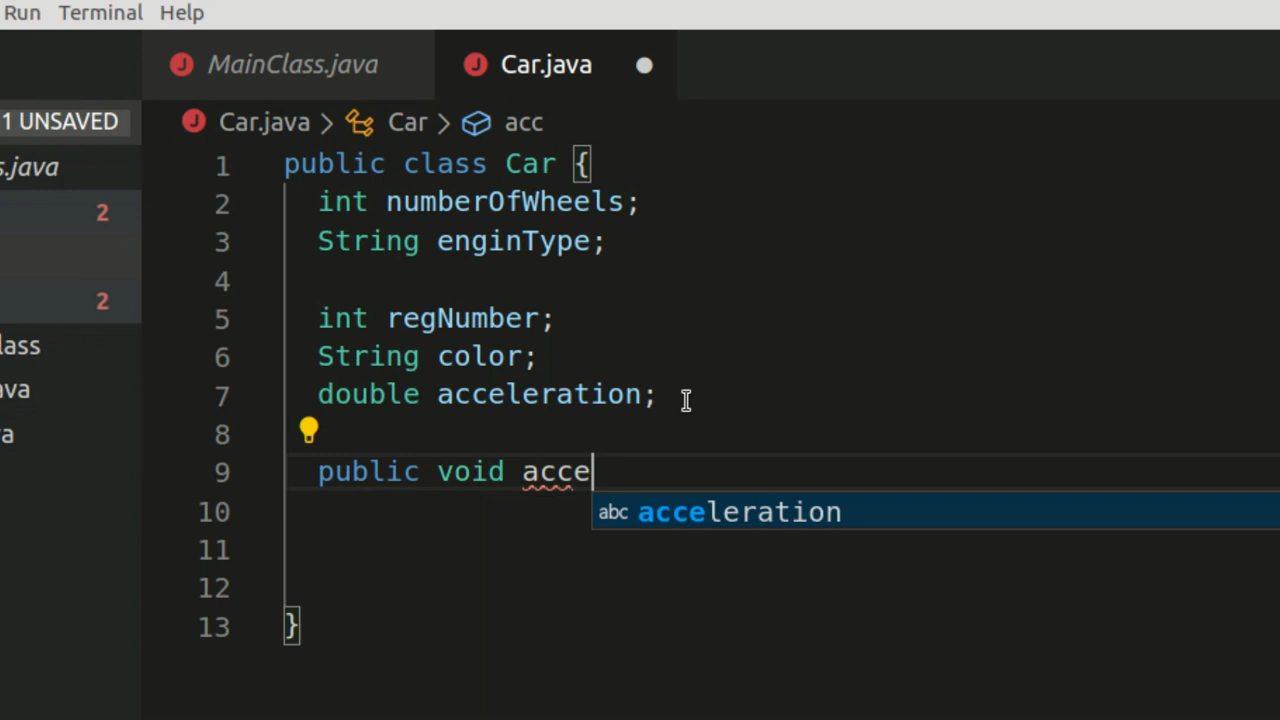 Run Terminal Help
MainClass.java Car.java
1 UNSAVED Car.java > Car > acc
s.java
2
2
lass
ava
a
1 public class Car {
2 int numberOfWheels;
3 String enginType;
4
5 int regNumber;
6 String color;
7 double acceleration;
8
9 public void acce
10 abc acceleration
11
12
13 }